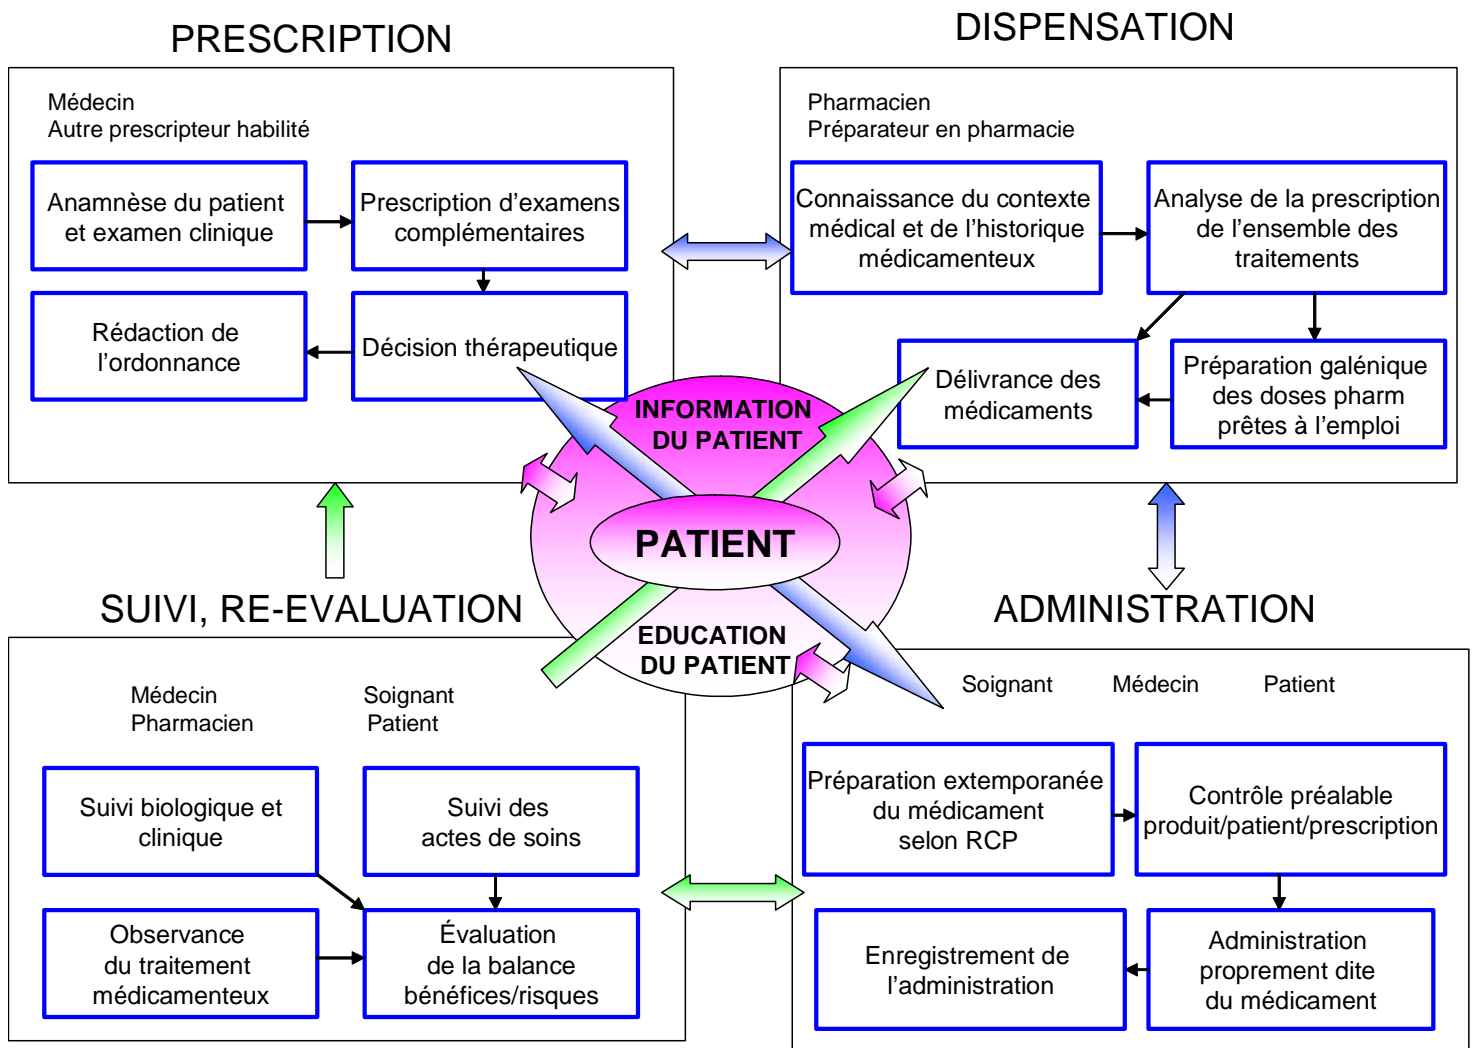 PRESCRIPTION
Médecin
Autre prescripteur habilité
Anamnèse du patient
et examen clinique
Prescription d'examens
complémentaires
Rédaction de
l'ordonnance
Décision thérapeutique
DISPENSATION
Pharmacien
Préparateur en pharmacie
Connaissance du contexte
médical et de l'historique
médicamenteux
Analyse de la prescription
de l'ensemble des
traitements
Délivrance des
médicaments
Préparation galénique
des doses pharm
prêtes à l'emploi
INFORMATION
DU PATIENT
PATIENT
EDUCATION
DU PATIENT
SUIVI, RE-EVALUATION
Médecin
Pharmacien
Soignant
Patient
Suivi biologique et
clinique
Suivi des
actes de soins
Observance
du traitement
médicamenteux
Évaluation
de la balance
bénéfices/risques
ADMINISTRATION
Soignant Médecin Patient
Préparation extemporanée
du médicament
selon RCP
Contrôle préalable
produit/patient/prescription
Enregistrement de
l'administration
Administration
proprement dite
du médicament